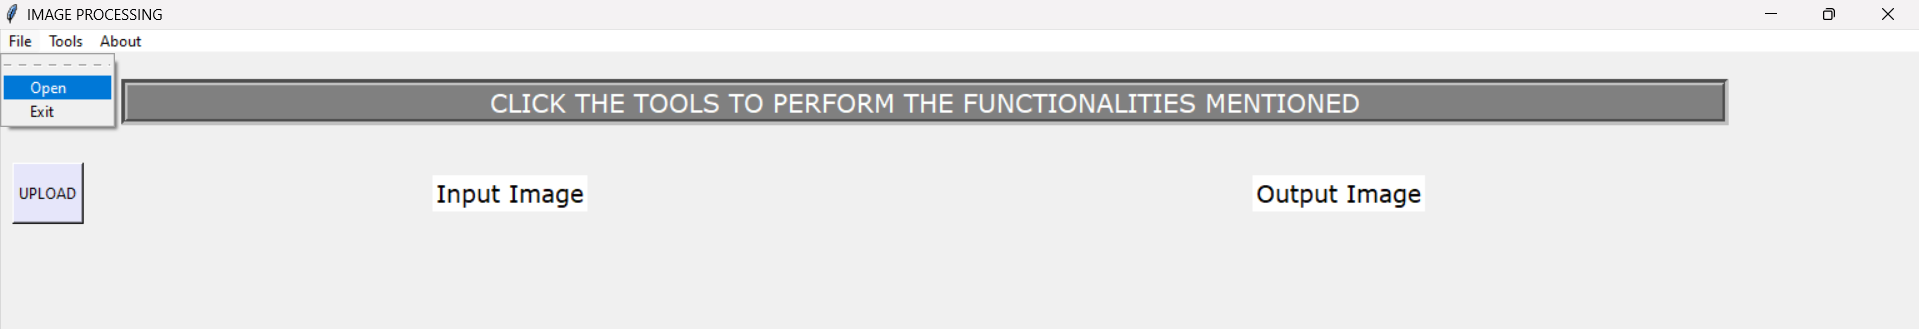 IMAGE PROCESSING
File Tools About
Open
Exit
CLICK THE TOOLS TO PERFORM THE FUNCTIONALITIES MENTIONED
UPLOAD
Input Image
Output Image